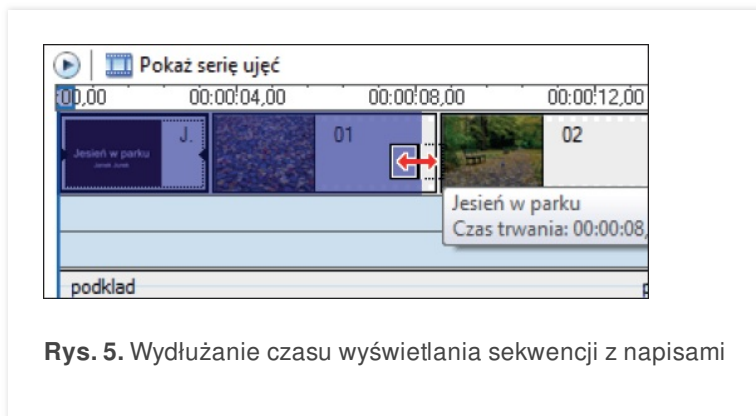 Pokaż serię ujęć
00,00 00:00:04,00 00:00:08,00 00:00:12,00
Jesień w parku
J.
01
02
Jesień w parku
Czas trwania: 00:00:08,
podklad
Rys. 5. Wydłużanie czasu wyświetlania sekwencji z napisami